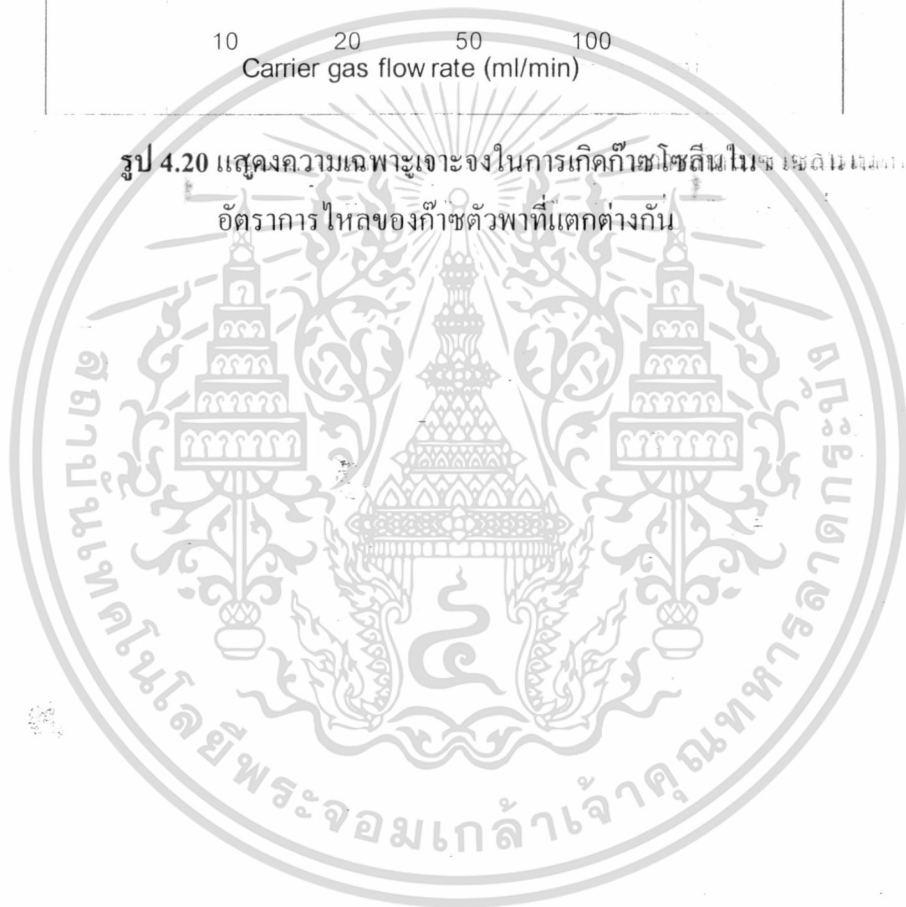 10 20 50 100
Carrier gas flow rate (ml/min)
รูป 4.20 แสดงความเฉพาะเจาะจงในการเกิดก๊าซโซลีนใน
อัตราการไหลของก๊าซตัวพาที่แตกต่างกัน
สถาบันเทคโนโลยีพระจอมเกล้าเจ้าคุณทหารลาดกระบัง